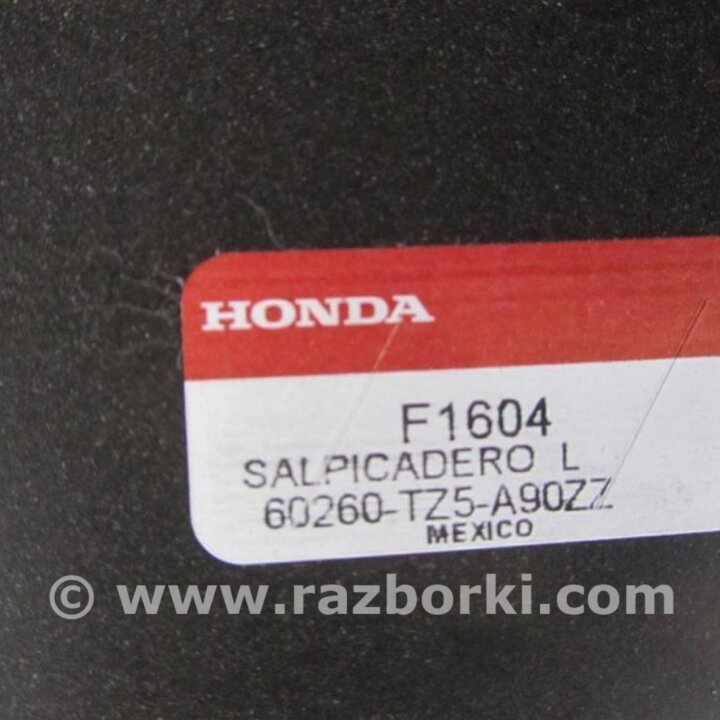 HONDA
F1604
SALPICADERO L
60260-TZ5-A90ZZ
MEXICO
© www.razborki.com